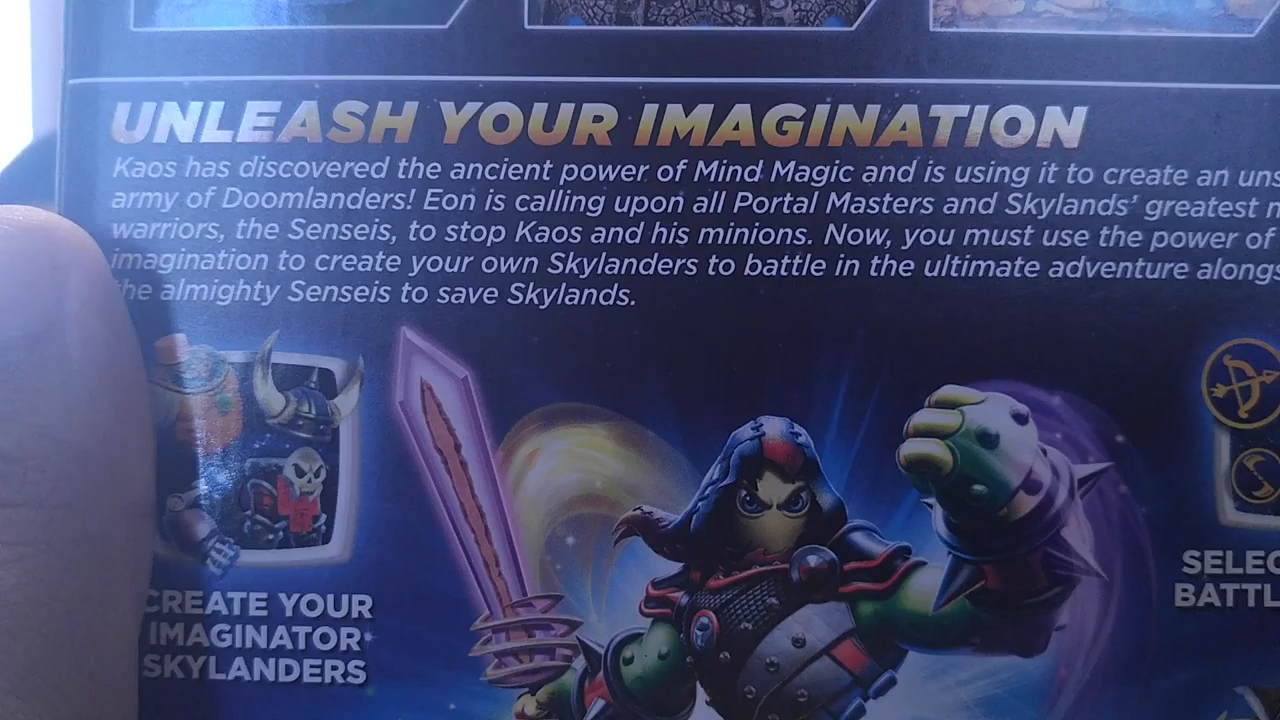 UNLEASH YOUR IMAGINATION
Kaos has discovered the ancient power of Mind Magic and is using it to create an
army of Doomlanders! Eon is calling upon all Portal Masters and Skylands' greatest
warriors, the Senseis, to stop Kaos and his minions. Now, you must use the power of
imagination to create your own Skylanders to battle in the ultimate adventure
the almighty Senseis to save Skylands.
CREATE YOUR
IMAGINATOR
SKYLANDERS